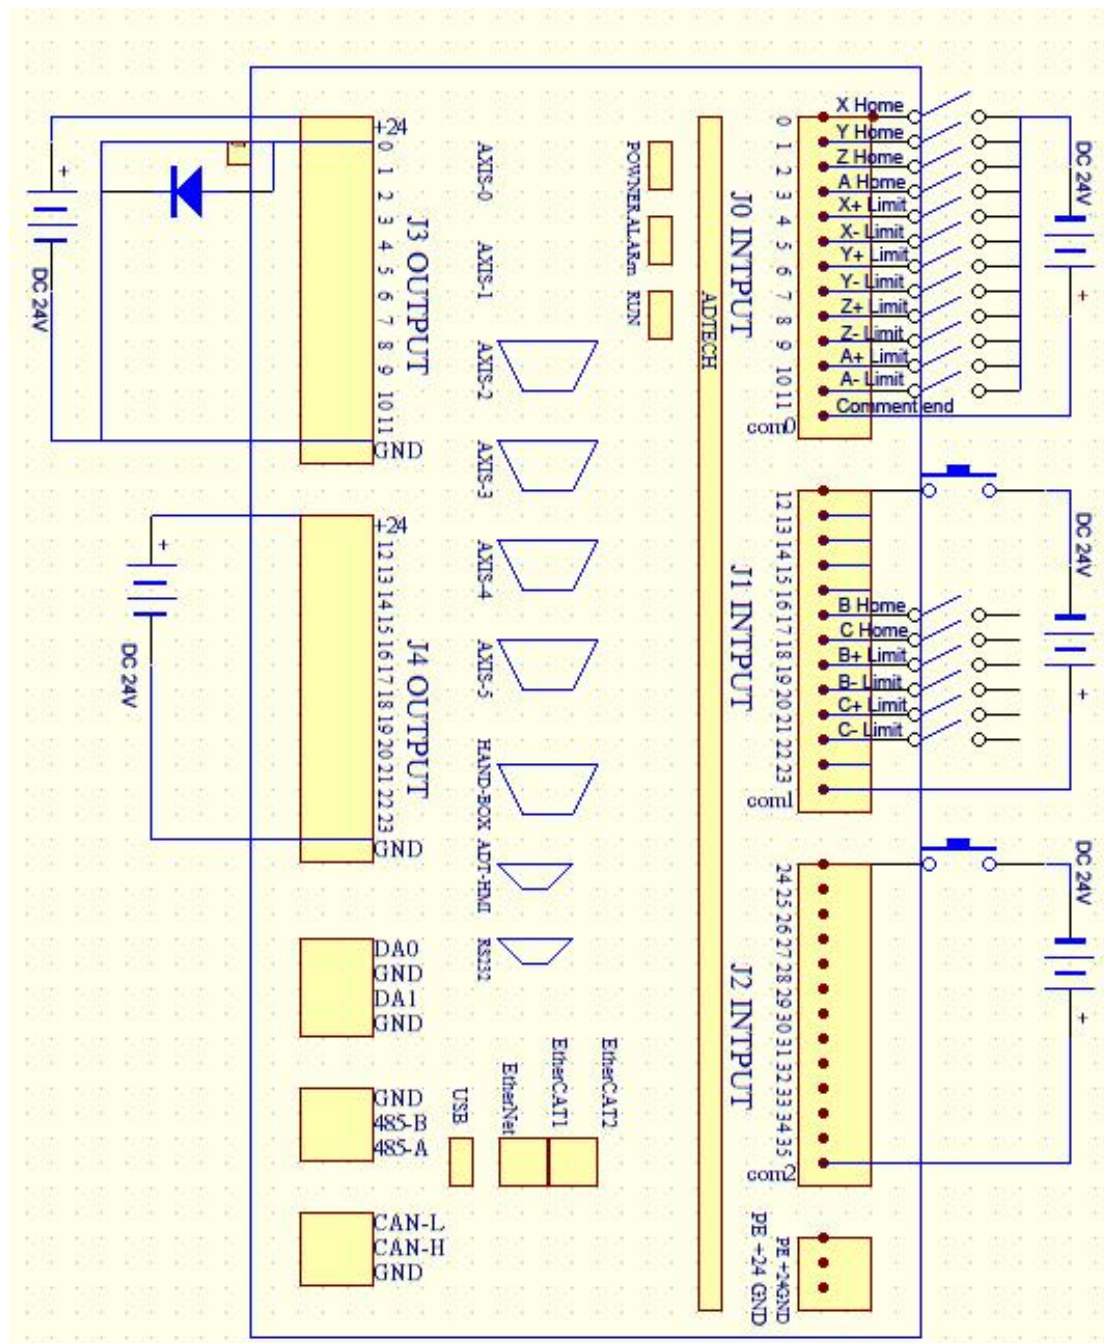 +24
0
1
2
3
4
5
6
7
8
9
10
11
GND
J3 OUTPUT
+
DC 24V
+24
12
13
14
15
16
17
18
19
20
21
22
23
GND
J4 OUTPUT
+
DC 24V
DA0
GND
DA1
GND
GND
485-B
485-A
CAN-L
CAN-H
GND
AXIS-0
AXIS-1
AXIS-2
AXIS-3
AXIS-4
AXIS-5
HAND-BOX
ADT-HMI
RS232
USB
EtherNet
EtherCAT1
EtherCAT2
POWNER
ALARm
RUN
ADTECH
J0 INTPUT
0
1
2
3
4
5
6
7
8
9
10
11
com0
X Home
Y Home
Z Home
A Home
X+ Limit
X- Limit
Y+ Limit
Y- Limit
Z+ Limit
Z- Limit
A+ Limit
A- Limit
Comment end
DC 24V
+
J1 INTPUT
12
13
14
15
16
17
18
19
20
21
22
23
com1
B Home
C Home
B+ Limit
B- Limit
C+ Limit
C- Limit
DC 24V
+
J2 INTPUT
24
25
26
27
28
29
30
31
32
33
34
35
com2
DC 24V
+
PE +24 GND
PE +24GND